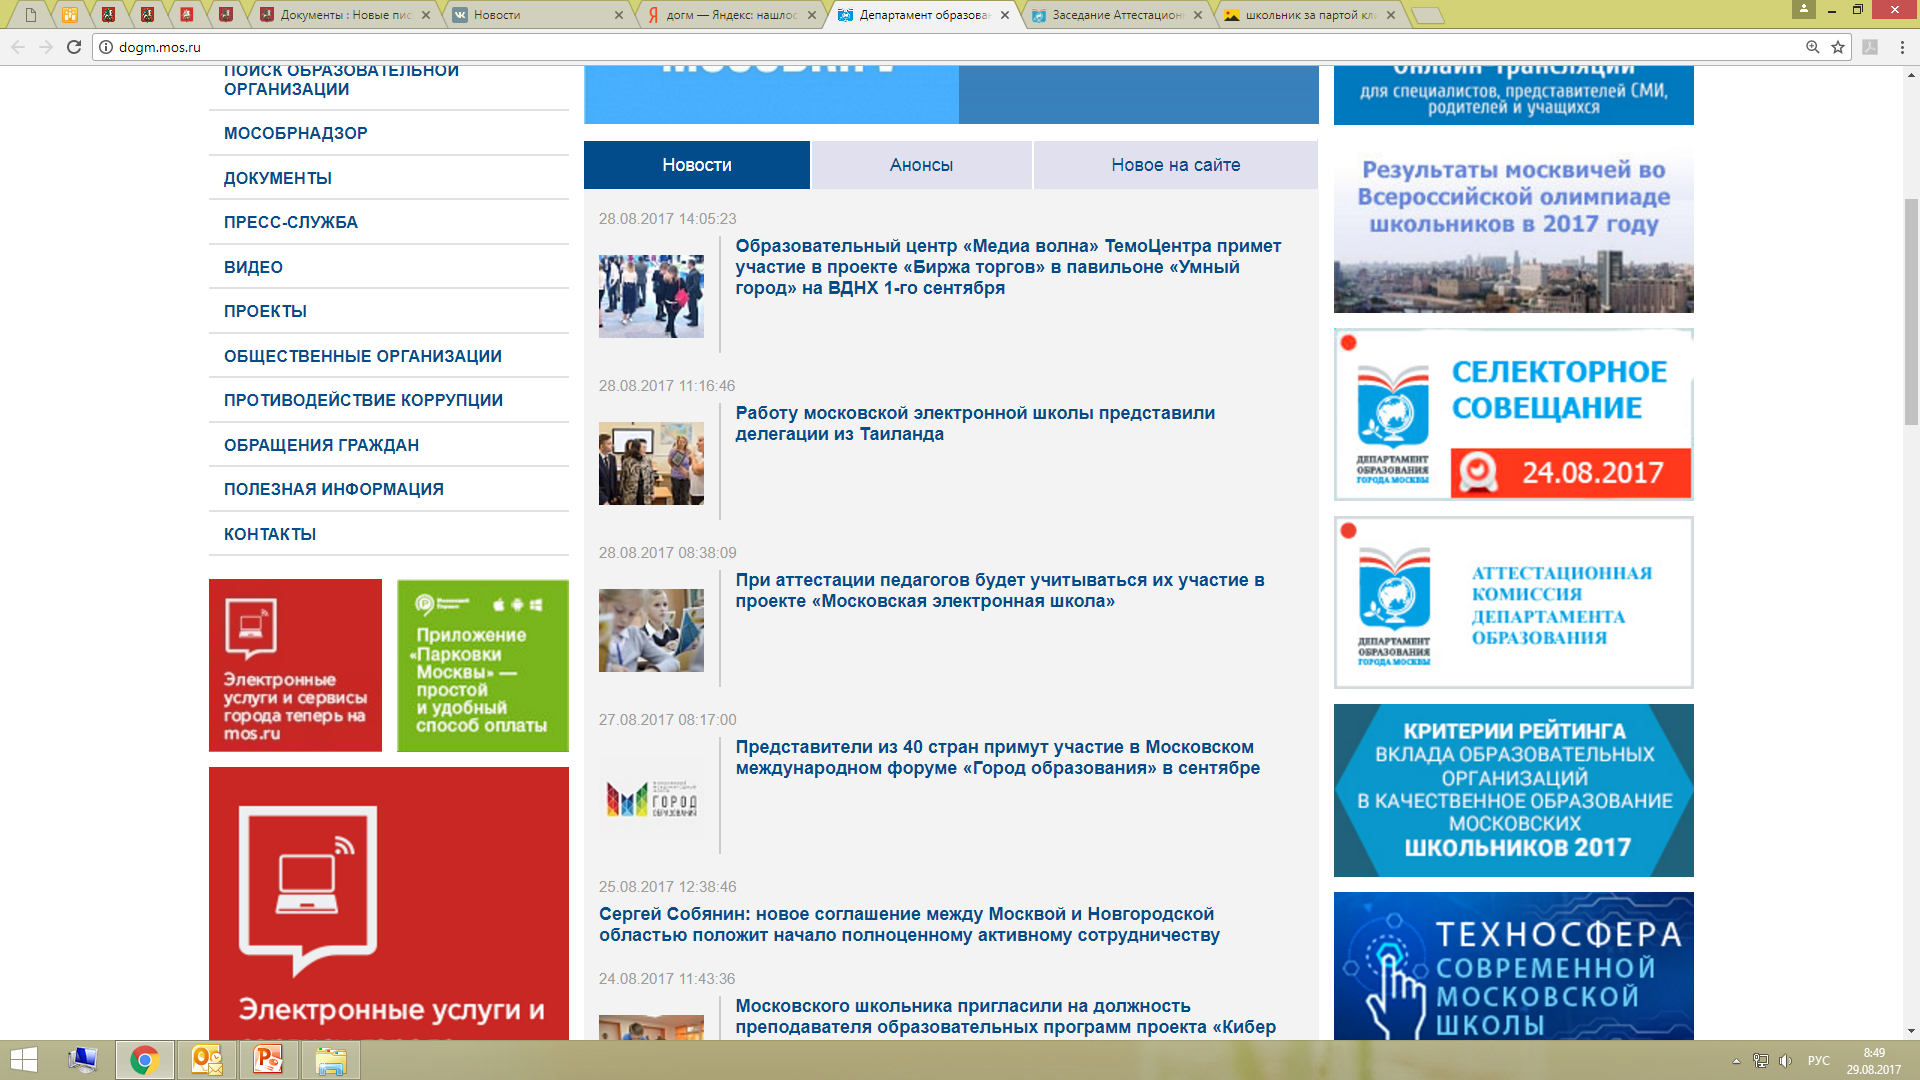 Документы : Новые пис
Новости
догм — Яндекс: нашлос
Департамент образован
Заседание Аттестацион
школьник за партой кл
dogm.mos.ru
ПОИСК ОБРАЗОВАТЕЛЬНОЙ
ОРГАНИЗАЦИИ
МОСОБРНАДЗОР
ДОКУМЕНТЫ
ПРЕСС-СЛУЖБА
ВИДЕО
ПРОЕКТЫ
ОБЩЕСТВЕННЫЕ ОРГАНИЗАЦИИ
ПРОТИВОДЕЙСТВИЕ КОРРУПЦИИ
ОБРАЩЕНИЯ ГРАЖДАН
ПОЛЕЗНАЯ ИНФОРМАЦИЯ
КОНТАКТЫ
Электронные
услуги и сервисы
города теперь на
mos.ru
Приложение
«Парковки
Москвы» —
простой
и удобный
способ оплаты
Электронные услуги и
Новости
Анонсы
Новое на сайте
28.08.2017 14:05:23
Образовательный центр «Медиа волна» ТемоЦентра примет
участие в проекте «Биржа торгов» в павильоне «Умный
город» на ВДНХ 1-го сентября
28.08.2017 11:16:46
Работу московской электронной школы представили
делегации из Таиланда
28.08.2017 08:38:09
При аттестации педагогов будет учитываться их участие в
проекте «Московская электронная школа»
27.08.2017 08:17:00
Представители из 40 стран примут участие в Московском
международном форуме «Город образования» в сентябре
ГОРОД
ОБРАЗОВАНИЯ
25.08.2017 12:38:46
Сергей Собянин: новое соглашение между Москвой и Новгородской
областью положит начало полноценному активному сотрудничеству
24.08.2017 11:43:36
Московского школьника пригласили на должность
преподавателя образовательных программ проекта «Кибер
Онлайн-трансляции
для специалистов, представителей СМИ,
родителей и учащихся
Результаты москвичей во
Всероссийской олимпиаде
школьников в 2017 году
СЕЛЕКТОРНОЕ
СОВЕЩАНИЕ
ДЕПАРТАМЕНТ
ОБРАЗОВАНИЯ
ГОРОДА МОСКВЫ
24.08.2017
АТТЕСТАЦИОННАЯ
КОМИССИЯ
ДЕПАРТАМЕНТА
ОБРАЗОВАНИЯ
ДЕПАРТАМЕНТ
ОБРАЗОВАНИЯ
ГОРОДА МОСКВЫ
КРИТЕРИИ РЕЙТИНГА
ВКЛАДА ОБРАЗОВАТЕЛЬНЫХ
ОРГАНИЗАЦИЙ
В КАЧЕСТВЕННОЕ ОБРАЗОВАНИЕ
МОСКОВСКИХ
ШКОЛЬНИКОВ 2017
ТЕХНОСФЕРА
СОВРЕМЕННОЙ
МОСКОВСКОЙ
ШКОЛЫ
РУС
8:49
29.08.2017